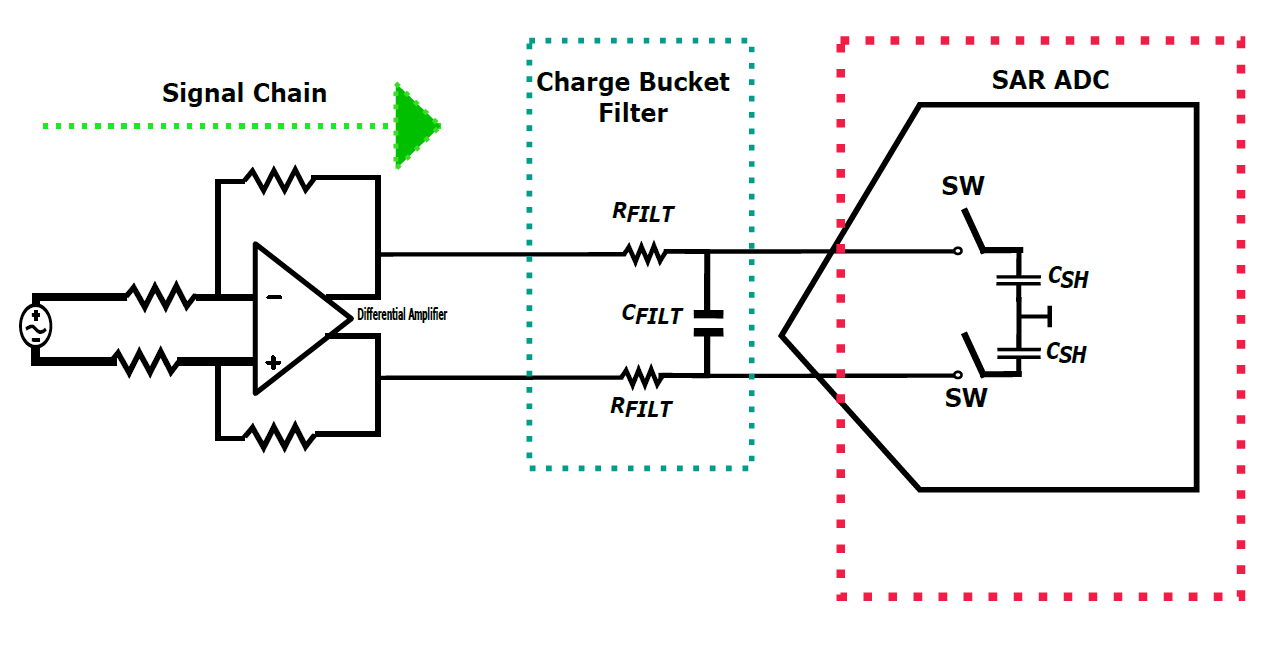 Signal Chain
Charge Bucket
Filter
SAR ADC
SW
RFILT
CSH
CFILT
Differential Amplifier
CSH
RFILT
SW